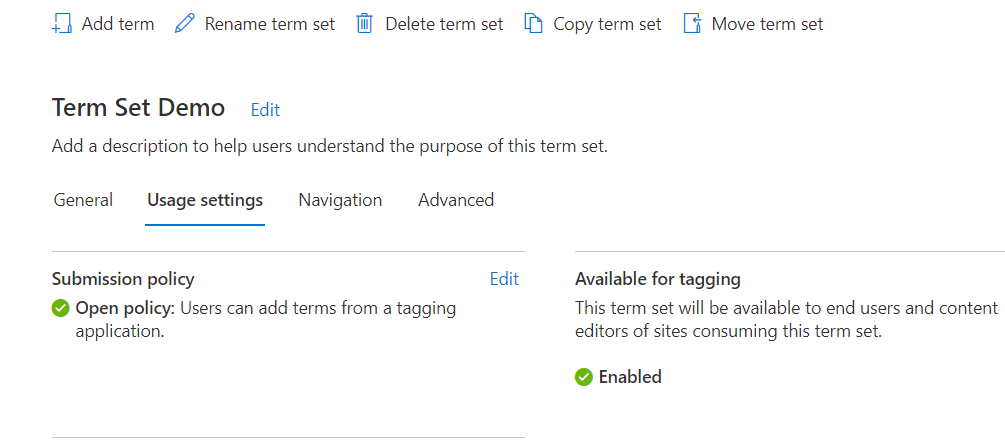 Add term Rename term set Delete term set Copy term set Move term set
Term Set Demo Edit
Add a description to help users understand the purpose of this term set.
General Usage settings Navigation Advanced
Submission policy Edit
Open policy: Users can add terms from a tagging
application.
Available for tagging
This term set will be available to end users and content
editors of sites consuming this term set.
Enabled